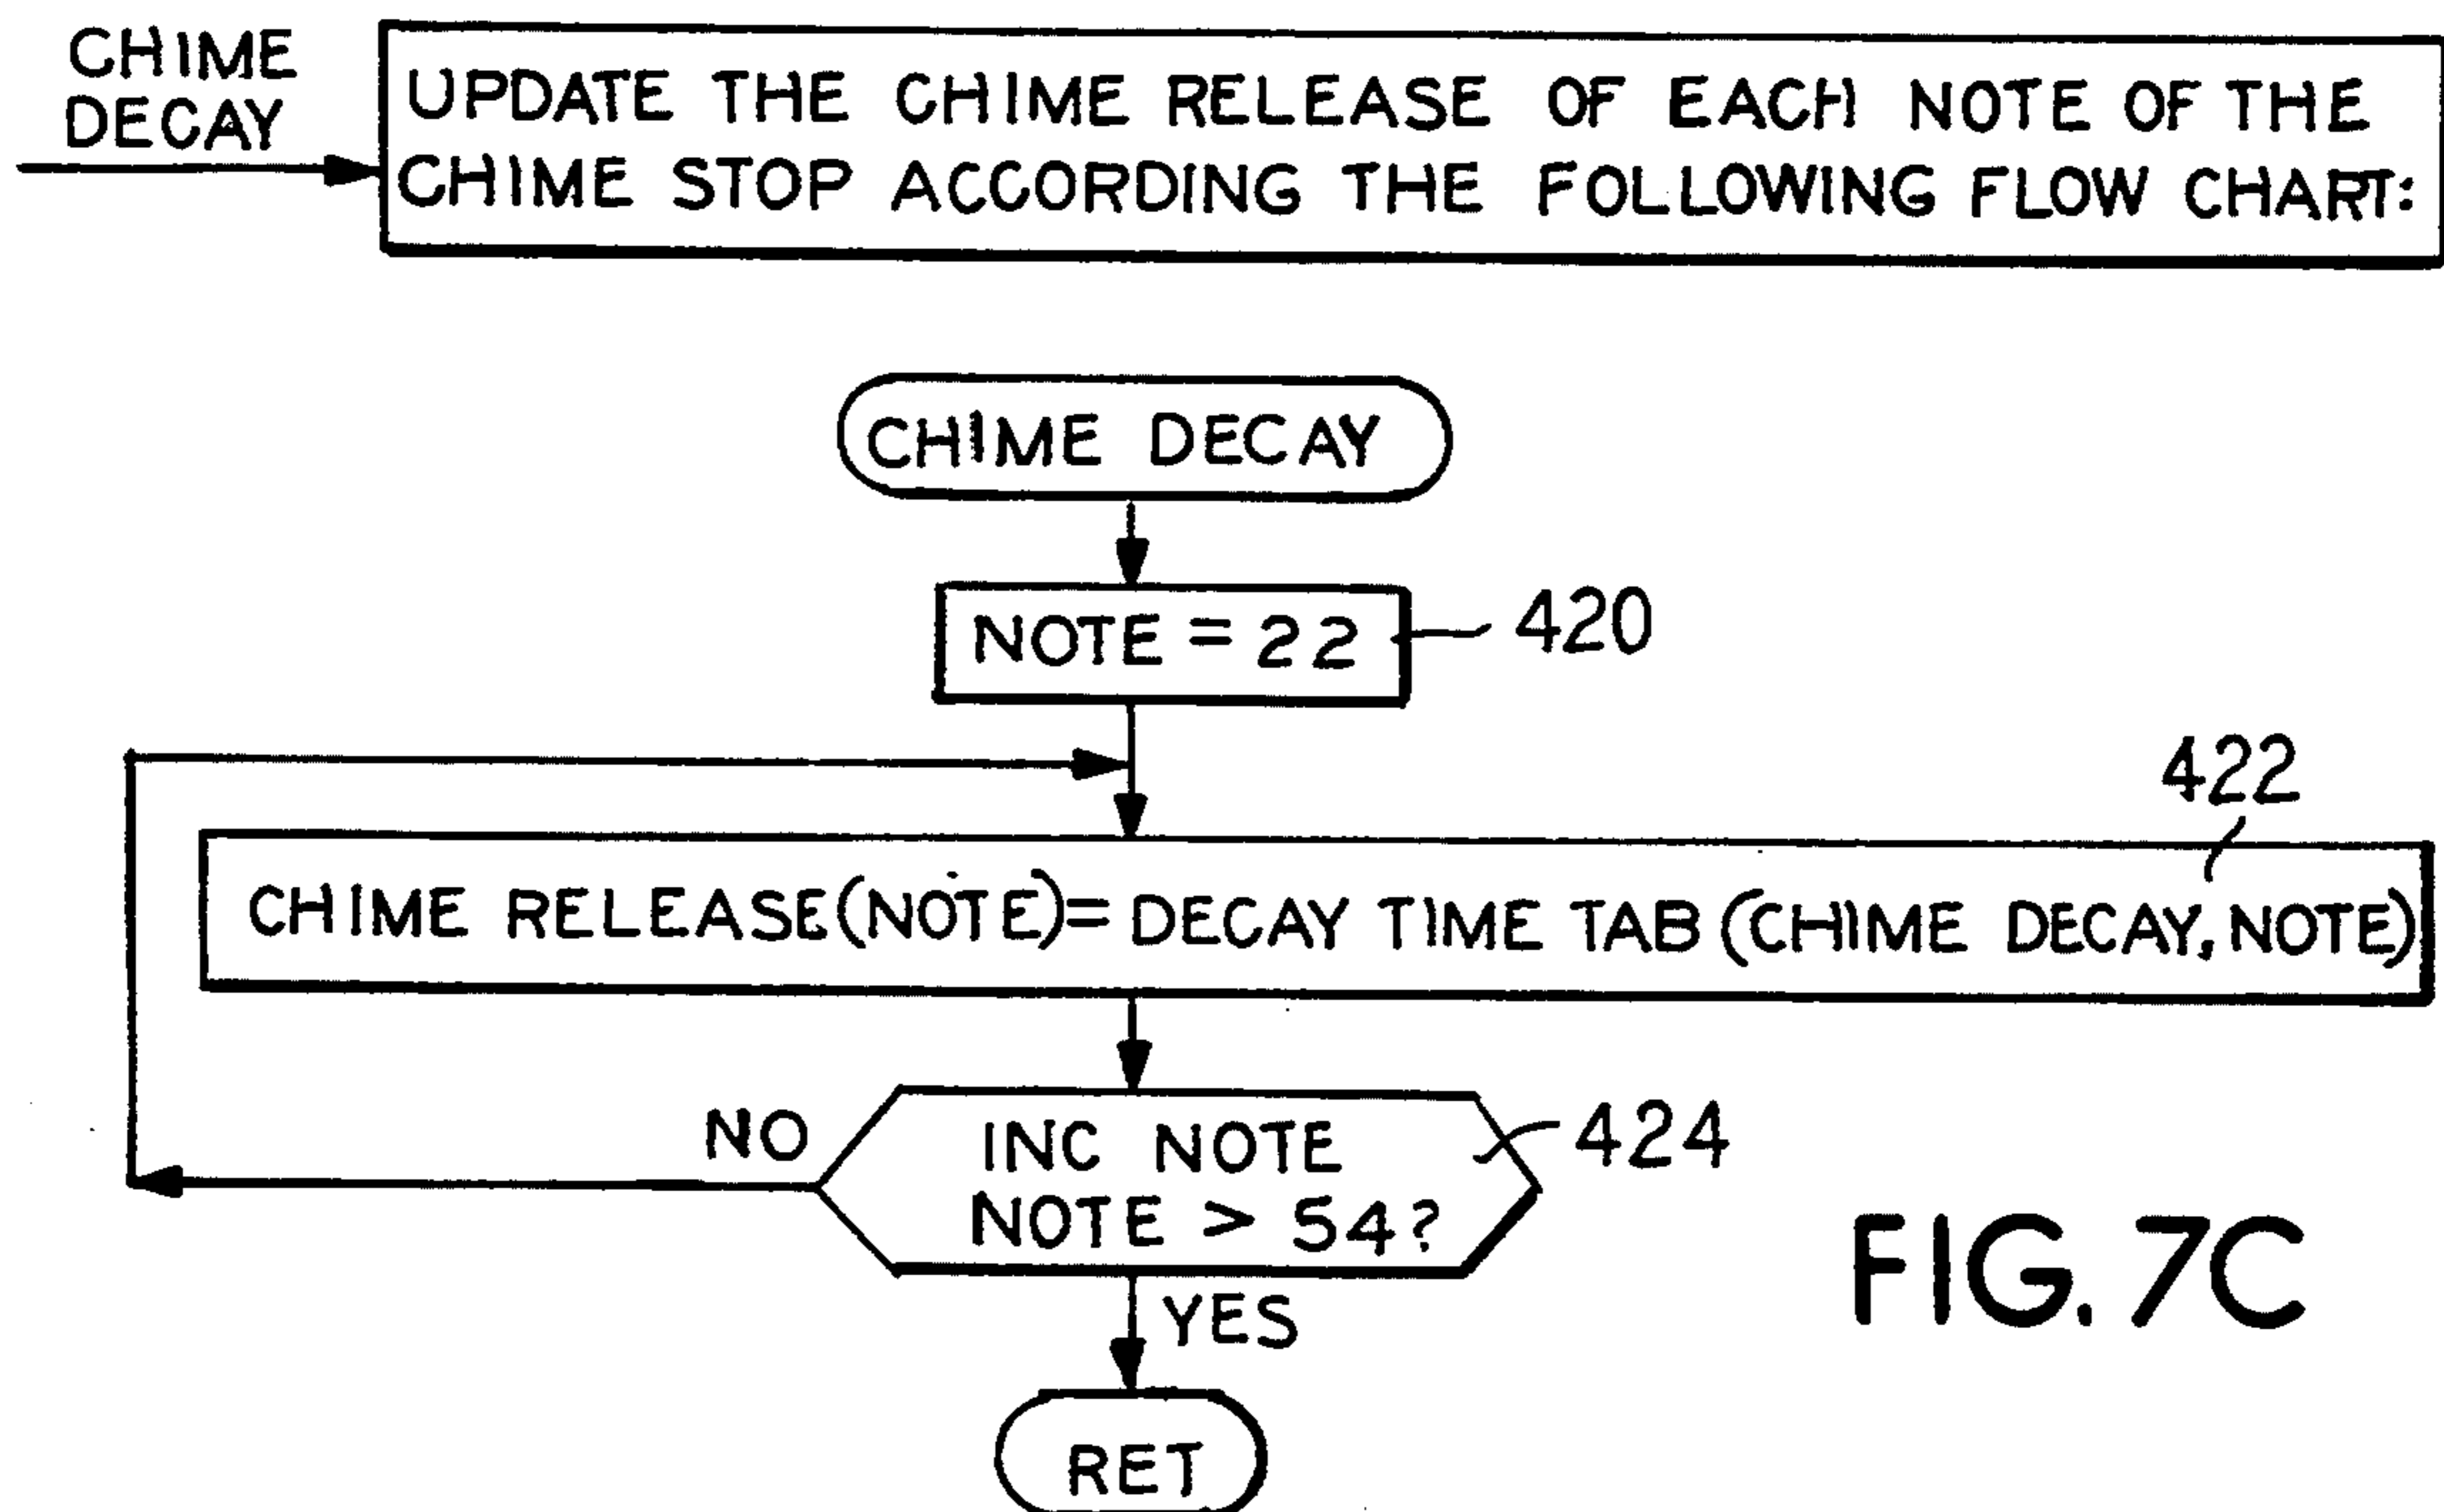 CHIME
DECAY
UPDATE THE CHIME RELEASE OF EACH NOTE OF THE
CHIME STOP ACCORDING THE FOLLOWING FLOW CHART:
CHIME DECAY
NOTE = 22
420
422
CHIME RELEASE(NOTE)= DECAY TIME TAB (CHIME DECAY, NOTE)
NO
INC NOTE
NOTE > 54?
424
YES
RET
FIG. 7C